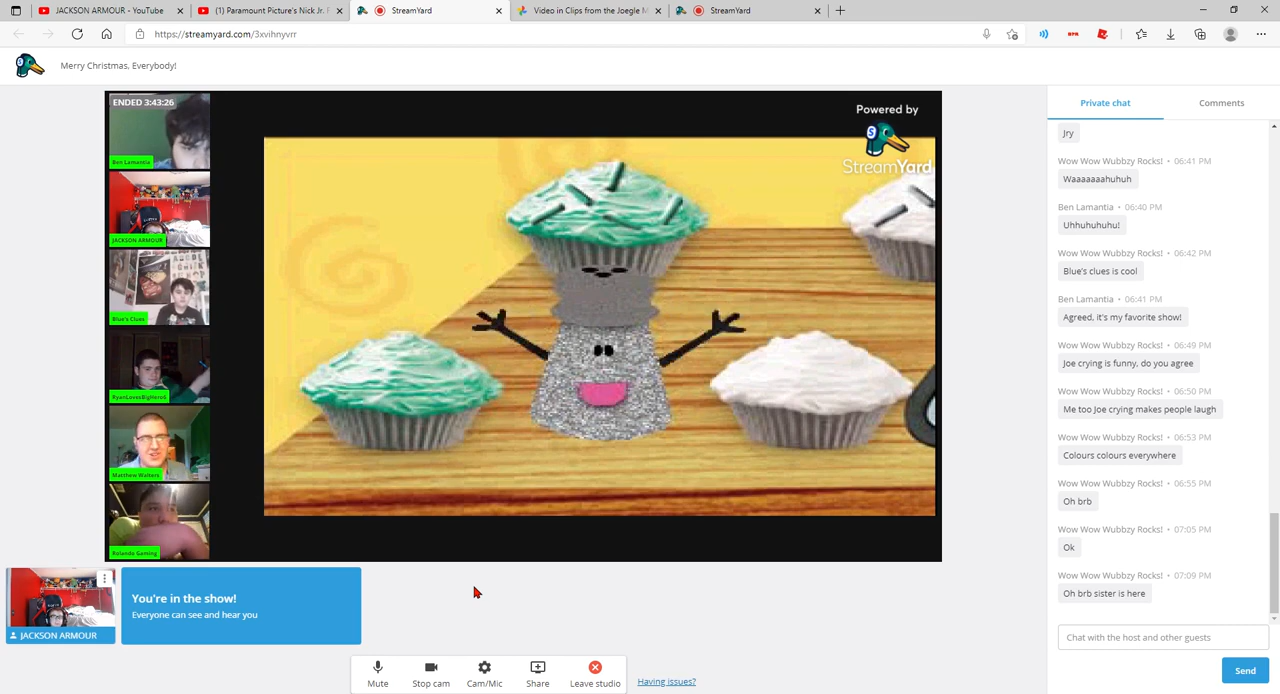 JACKSON ARMOUR - YouTube
(1) Paramount Picture's Nick Jr. F
StreamYard
Video in Clips from the Joegie M
StreamYard
https://streamyard.com/3xvihnyvrr
Merry Christmas, Everybody!
ENDED 3:43:26
Ben Lamantia
JACKSON ARMOUR
Blue's Clues
RyanLovesBigHero6
Matthew Walters
Rolando Gaming
Powered by
S
StreamYard
JACKSON ARMOUR
You're in the show!
Everyone can see and hear you
Mute
Stop cam
Cam/Mic
Share
Leave studio
Having issues?
Private chat
Comments
Jry
Wow Wow Wubbzy Rocks! • 06:41 PM
Waaaaaaahuhuh
Ben Lamantia • 06:40 PM
Uhhuhuhuhu!
Wow Wow Wubbzy Rocks! • 06:42 PM
Blue's clues is cool
Ben Lamantia • 06:41 PM
Agreed, it's my favorite show!
Wow Wow Wubbzy Rocks! • 06:49 PM
Joe crying is funny, do you agree
Wow Wow Wubbzy Rocks! • 06:50 PM
Me too Joe crying makes people laugh
Wow Wow Wubbzy Rocks! • 06:53 PM
Colours colours everywhere
Wow Wow Wubbzy Rocks! • 06:55 PM
Oh brb
Wow Wow Wubbzy Rocks! • 07:05 PM
Ok
Wow Wow Wubbzy Rocks! • 07:09 PM
Oh brb sister is here
Chat with the host and other guests
Send